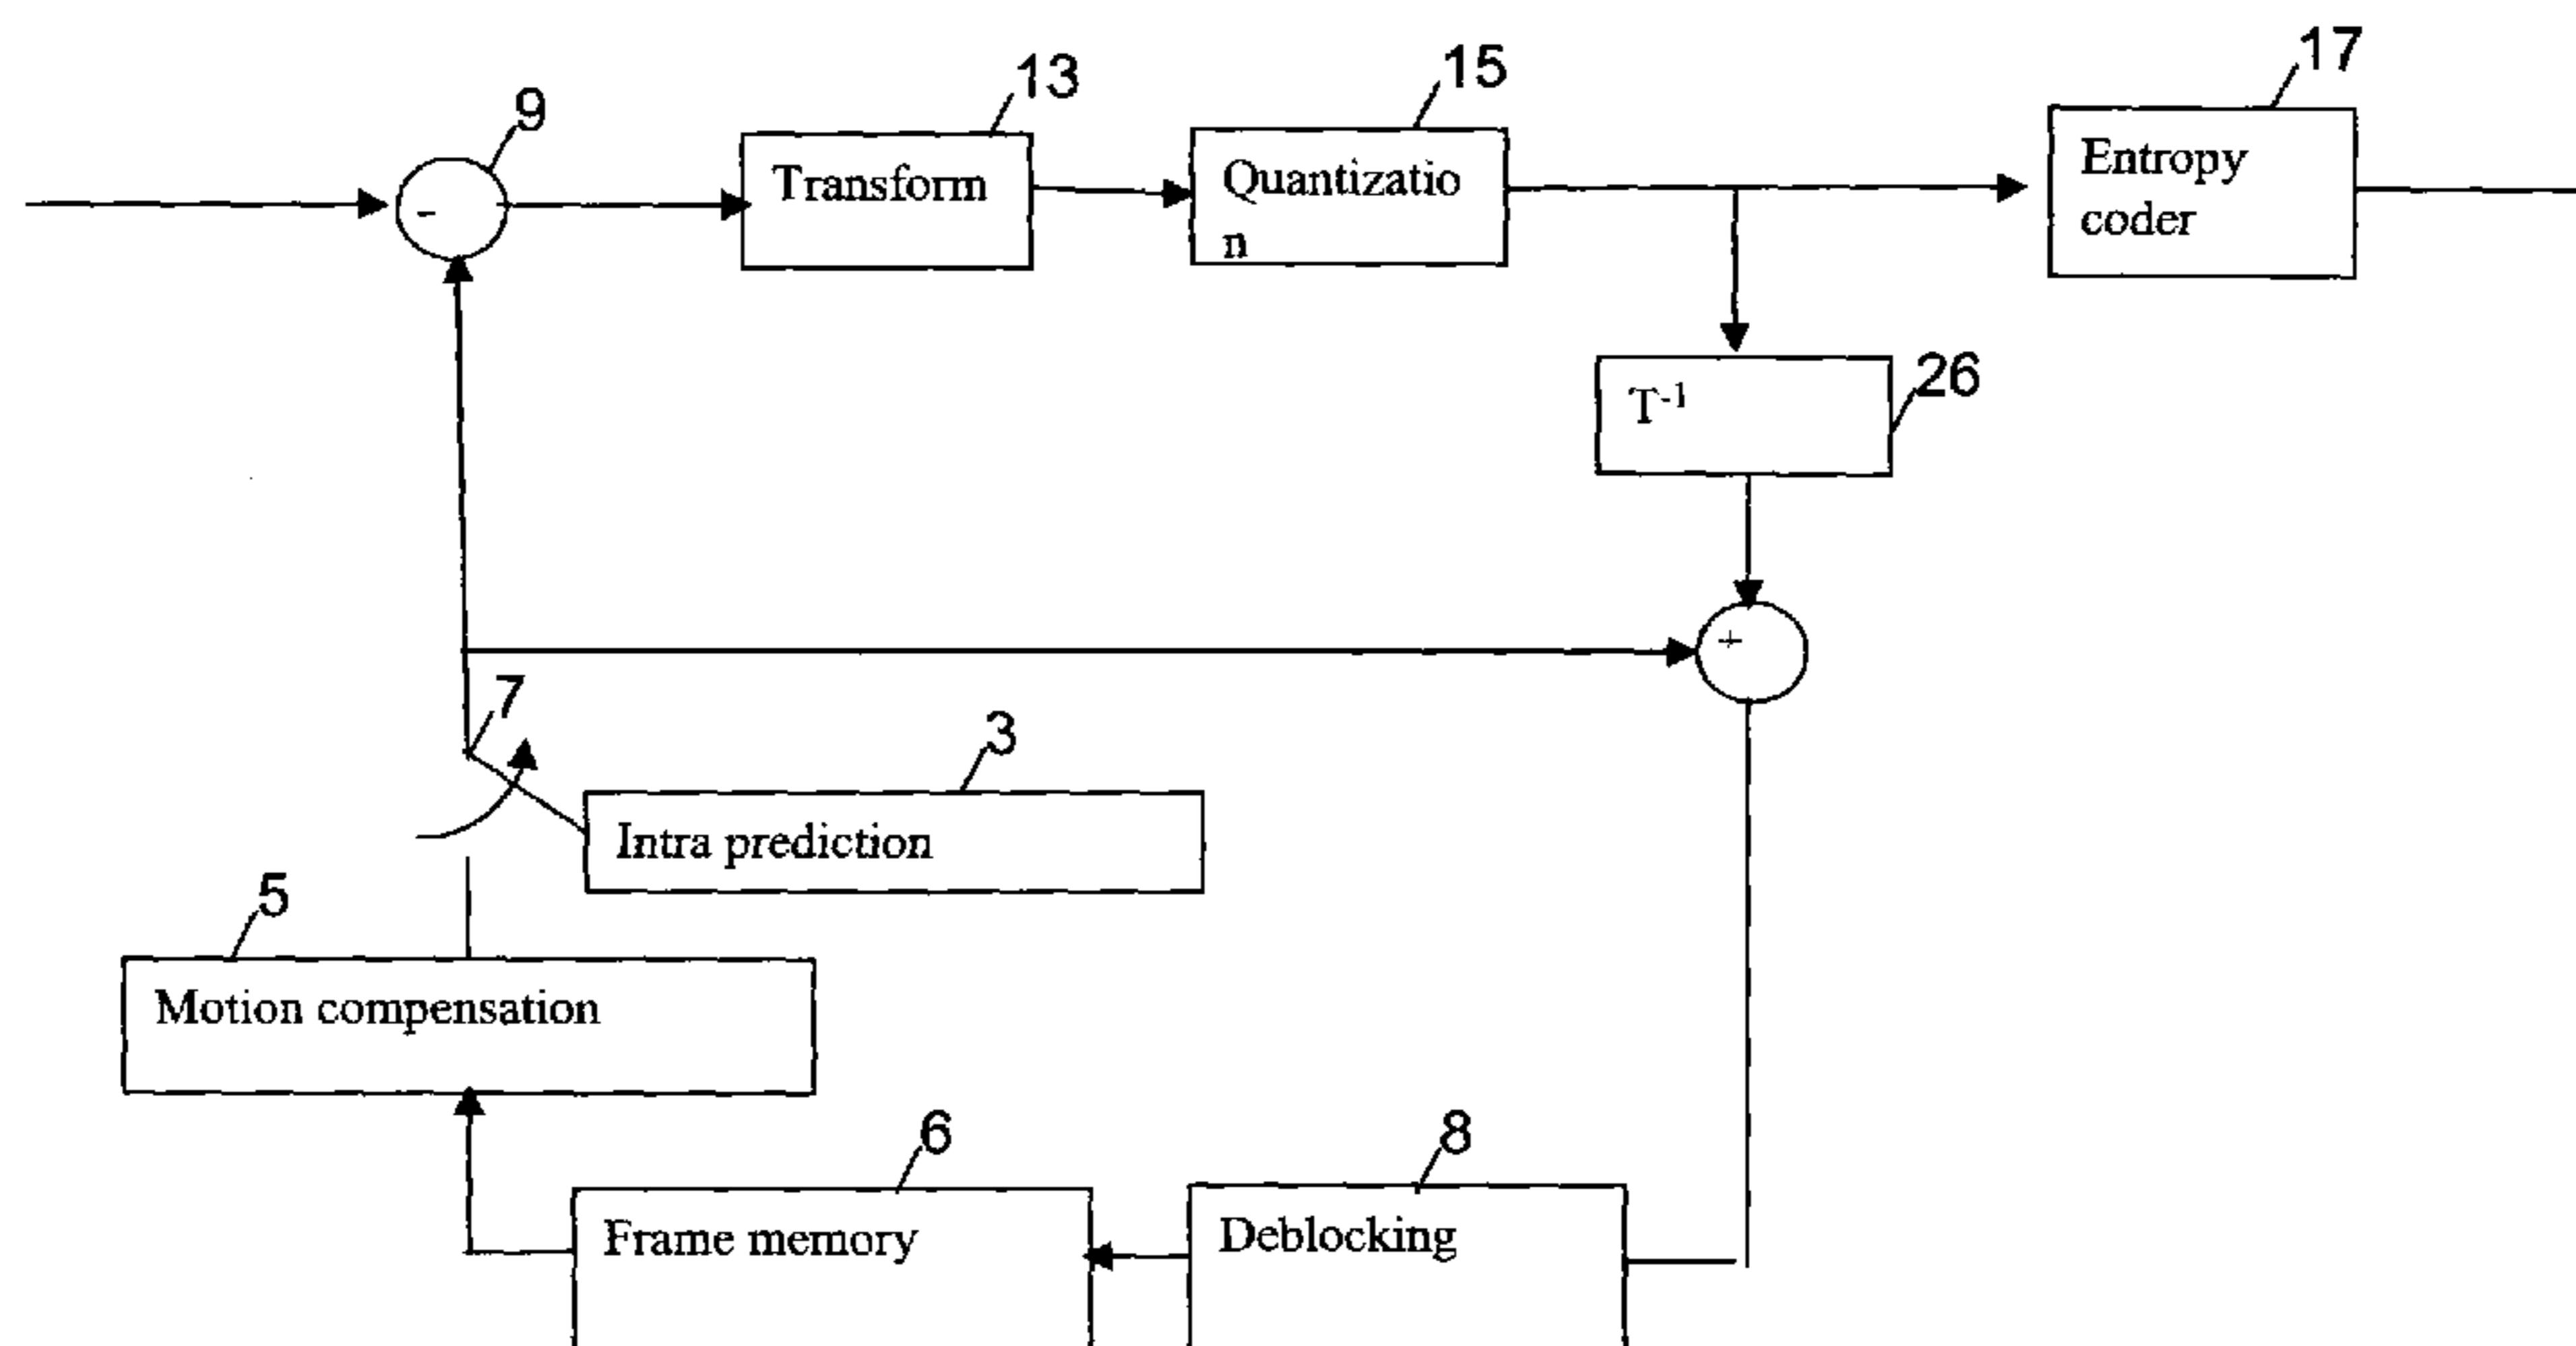 9
13
15
17
-
Transform
Quantizatio
n
Entropy
coder
T-1
26
+
7
3
Intra prediction
5
Motion compensation
6
8
Frame memory
Deblocking